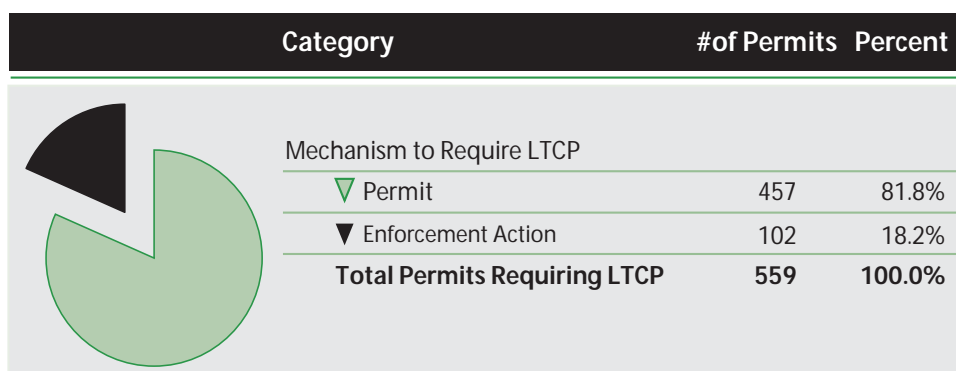 Category #of Permits Percent
Mechanism to Require LTCP
Permit 457 81.8%
Enforcement Action 102 18.2%
Total Permits Requiring LTCP 559 100.0%